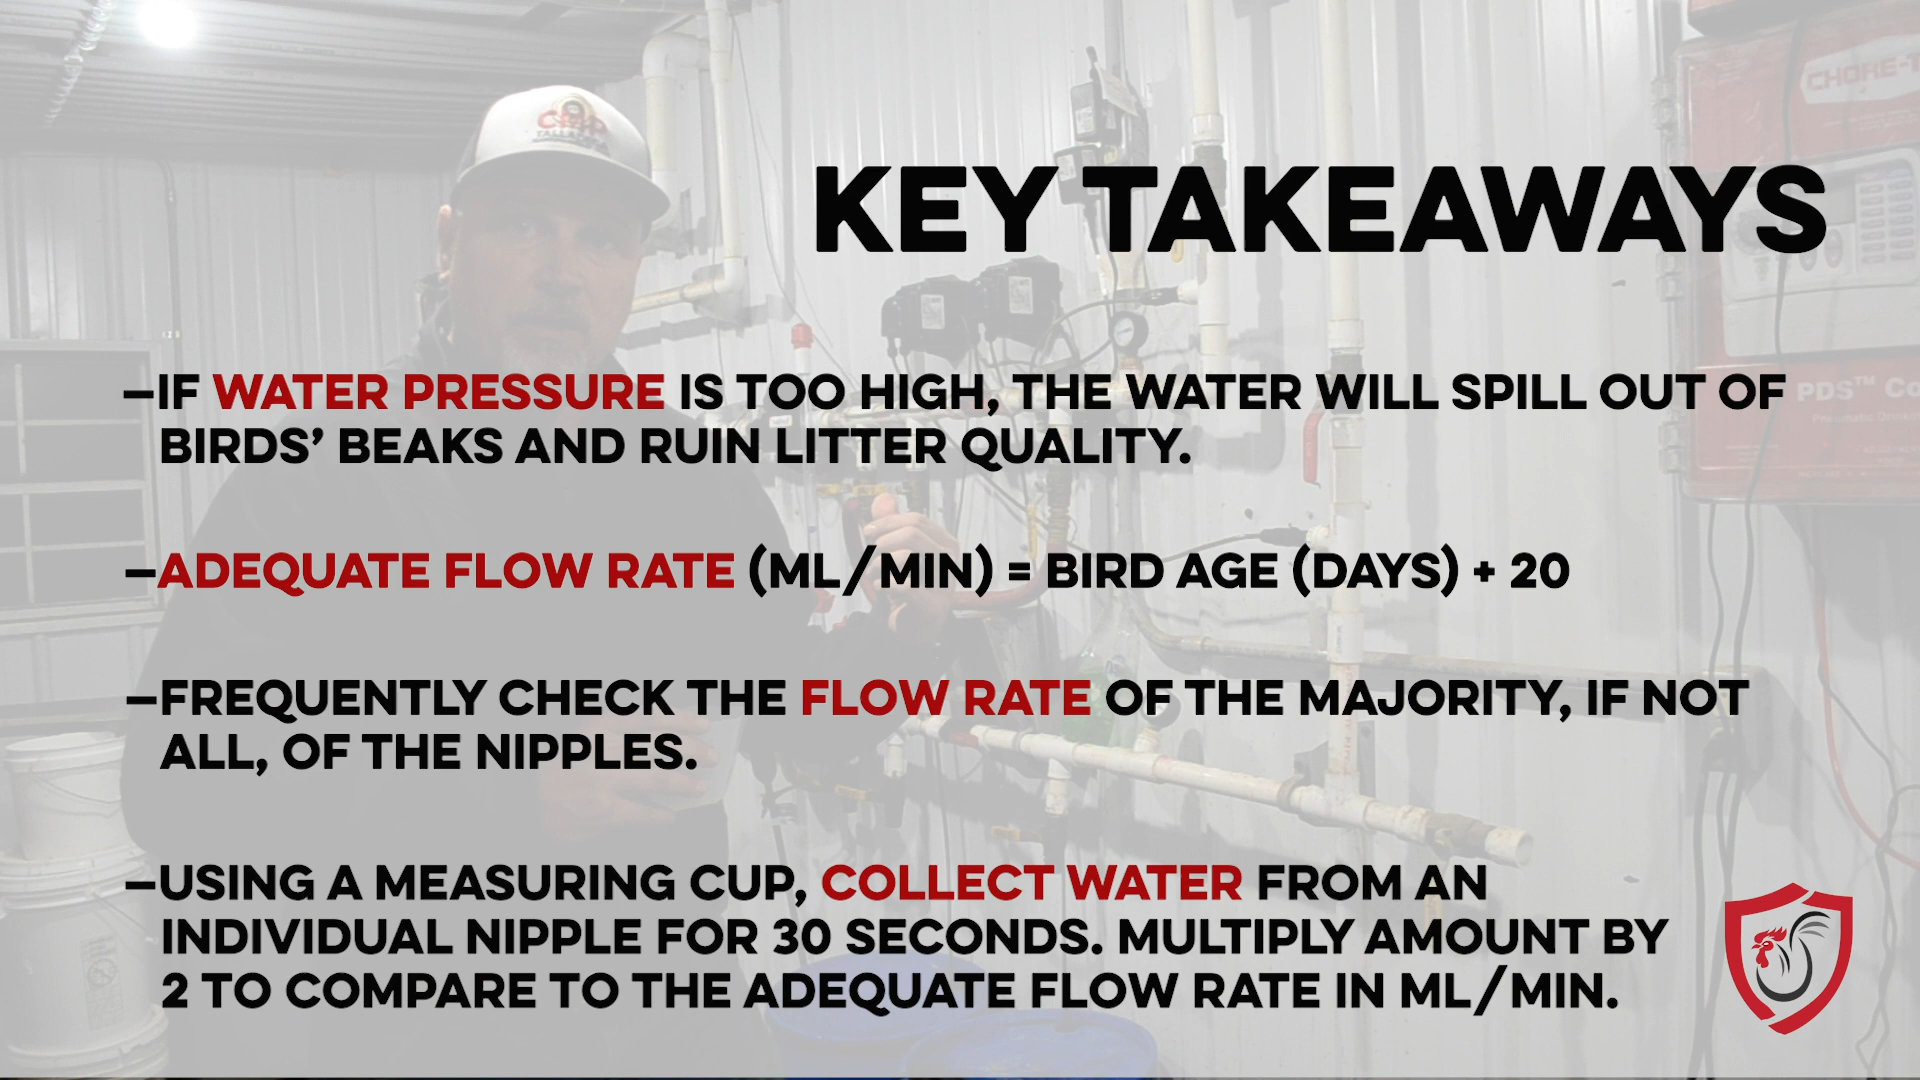 KEY TAKEAWAYS
–IF WATER PRESSURE IS TOO HIGH, THE WATER WILL SPILL OUT OF
BIRDS’ BEAKS AND RUIN LITTER QUALITY.
–ADEQUATE FLOW RATE (ML/MIN) = BIRD AGE (DAYS) + 20
–FREQUENTLY CHECK THE FLOW RATE OF THE MAJORITY, IF NOT
ALL, OF THE NIPPLES.
–USING A MEASURING CUP, COLLECT WATER FROM AN
INDIVIDUAL NIPPLE FOR 30 SECONDS. MULTIPLY AMOUNT BY
2 TO COMPARE TO THE ADEQUATE FLOW RATE IN ML/MIN.
CHORE-T
PDS™ Co